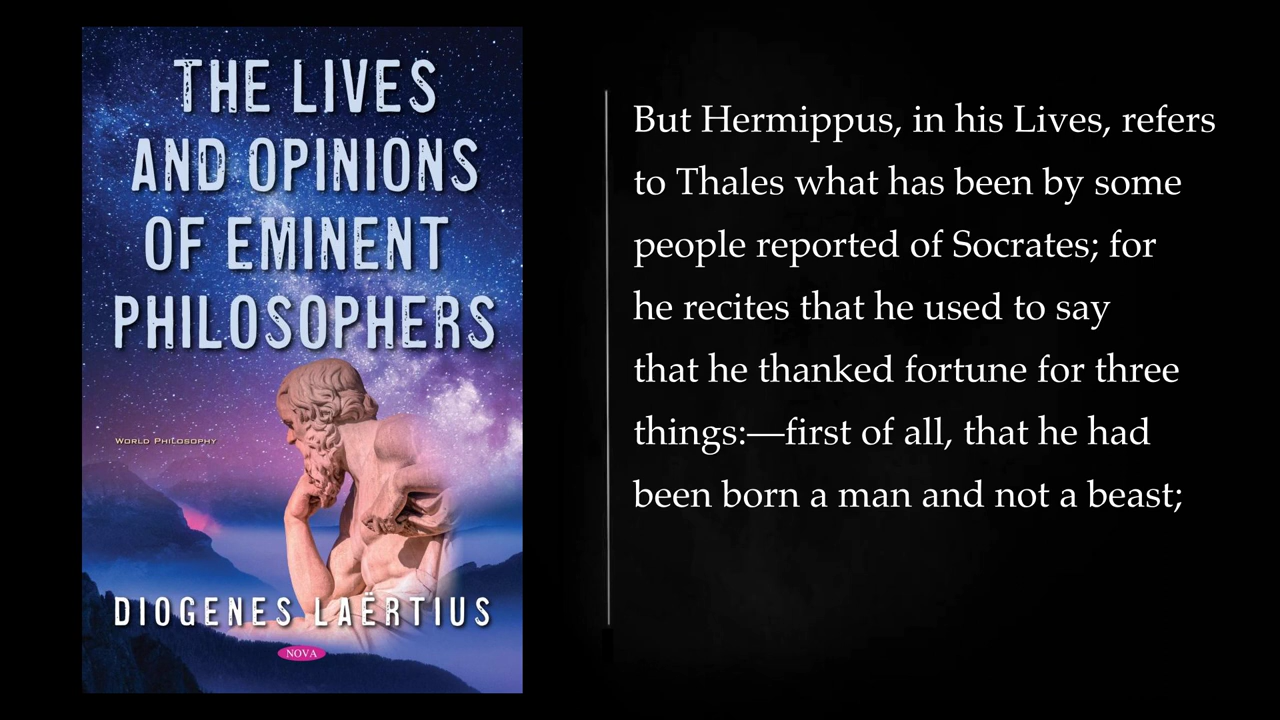 THE LIVES
AND OPINIONS
OF EMINENT
PHILOSOPHERS
WORLD PHILOSOPHY
DIOGENES LAËRTIUS
NOVA
But Hermippus, in his Lives, refers
to Thales what has been by some
people reported of Socrates; for
he recites that he used to say
that he thanked fortune for three
things:—first of all, that he had
been born a man and not a beast;